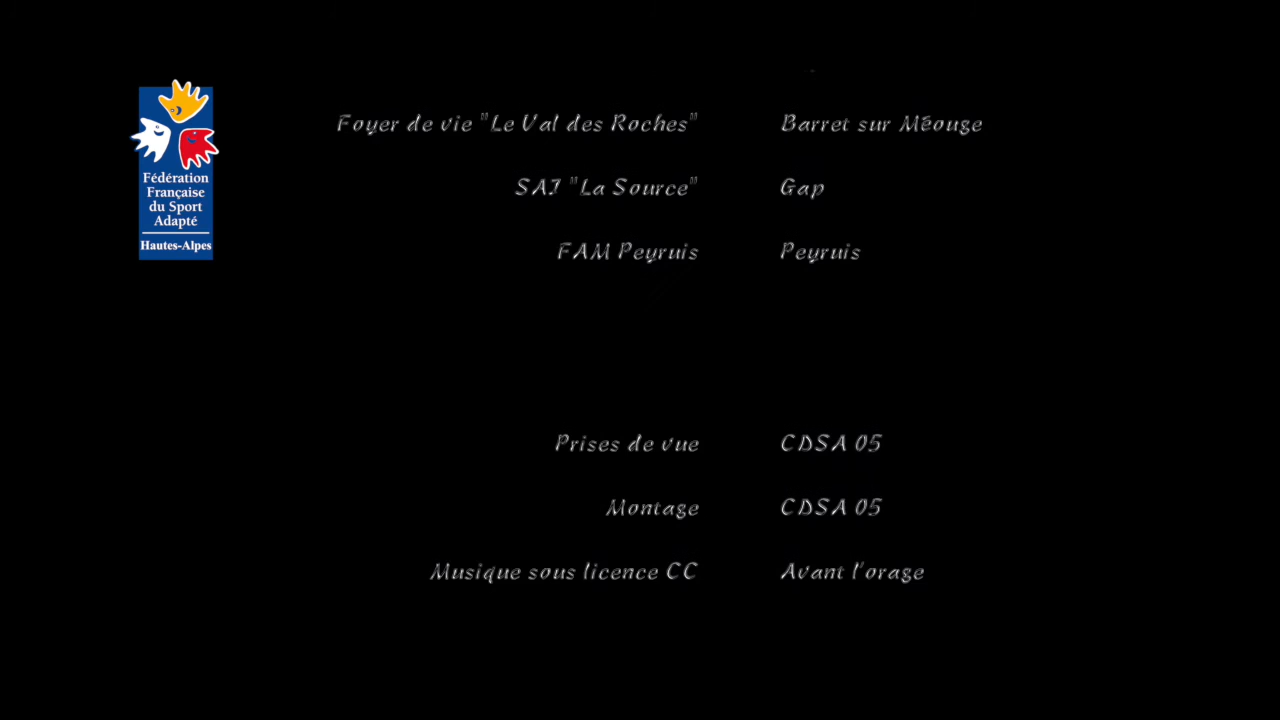 Fédération
Française
du Sport
Adapté
Hautes-Alpes
Foyer de vie "Le Val des Roches" Barret sur Méouge
SAJ "La Source" Gap
FAM Peyruis Peyruis
Prises de vue CDSA 05
Montage CDSA 05
Musique sous licence CC Avant l'orage